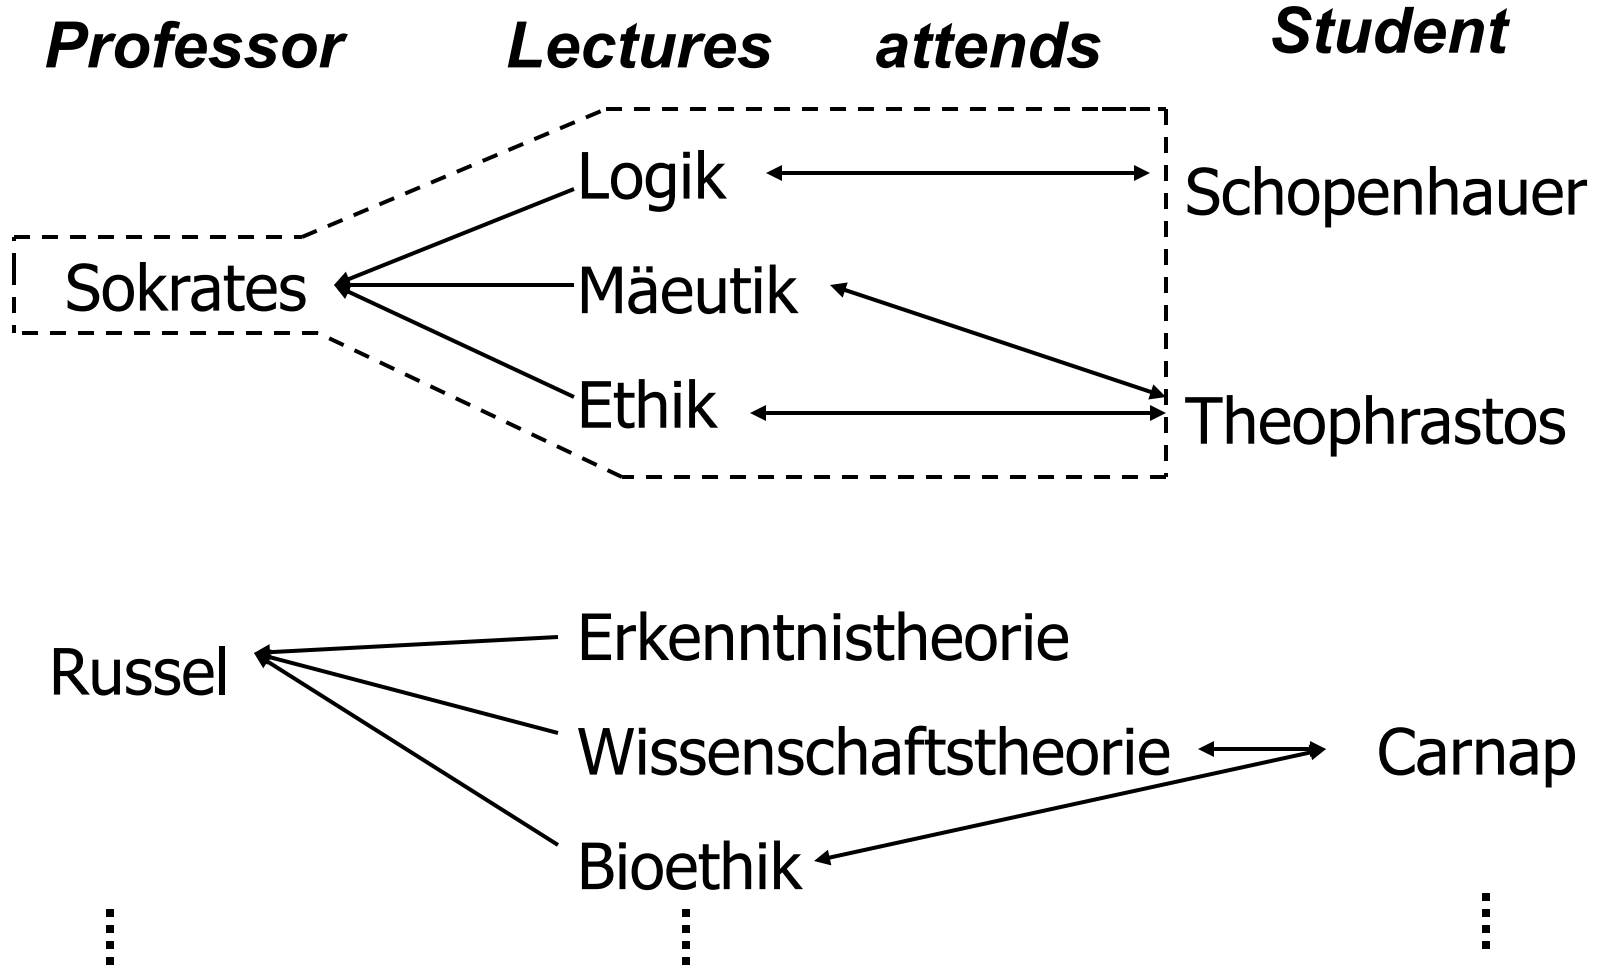 Professor Lectures attends Student
Logik
Schopenhauer
Sokrates
Mäeutik
Ethik
Theophrastos
Erkenntnistheorie
Russel
Wissenschaftstheorie
Carnap
Bioethik